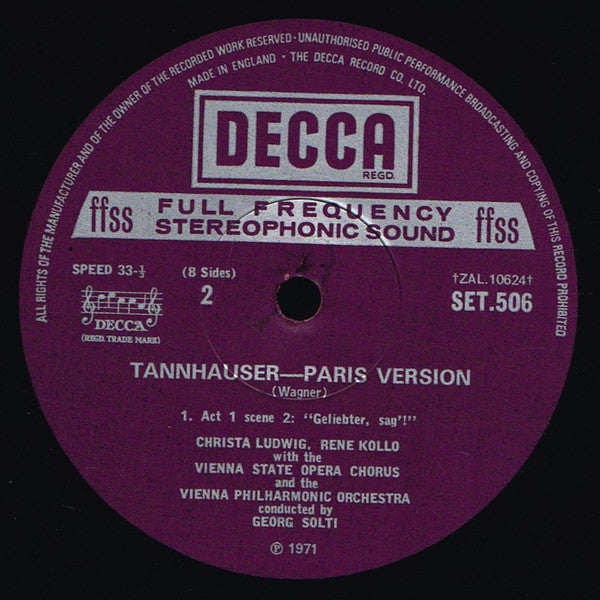 ALL RIGHTS OF THE MANUFACTURER AND OF THE OWNER OF THE RECORDED WORK RESERVED · UNAUTHORISED PUBLIC PERFORMANCE BROADCASTING AND COPYING OF THIS RECORD PROHIBITED
MADE IN ENGLAND · THE DECCA RECORD CO. LTD.
DECCA
REGD.
ffss FULL FREQUENCY STEREOPHONIC SOUND ffss
SPEED 33-⅓ (8 Sides) †ZAL.10624†
2 SET.506
DECCA
(REGD. TRADE MARK)
TANNHAUSER—PARIS VERSION
(Wagner)
1. Act 1 scene 2: "Geliebter, sag'!"
CHRISTA LUDWIG, RENE KOLLO
with the
VIENNA STATE OPERA CHORUS
and the
VIENNA PHILHARMONIC ORCHESTRA
conducted by
GEORG SOLTI
℗ 1971